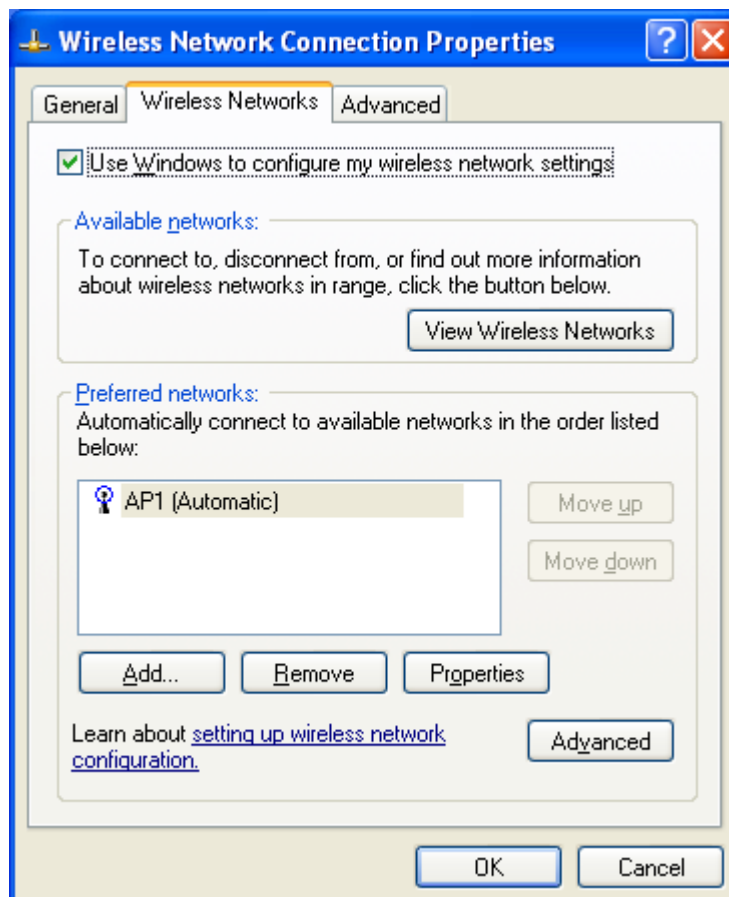 Wireless Network Connection Properties
General
Wireless Networks
Advanced
Use Windows to configure my wireless network settings
Available networks:
To connect to, disconnect from, or find out more information
about wireless networks in range, click the button below.
View Wireless Networks
Preferred networks:
Automatically connect to available networks in the order listed
below:
AP1 (Automatic)
Move up
Move down
Add...
Remove
Properties
Learn about setting up wireless network
configuration.
Advanced
OK
Cancel